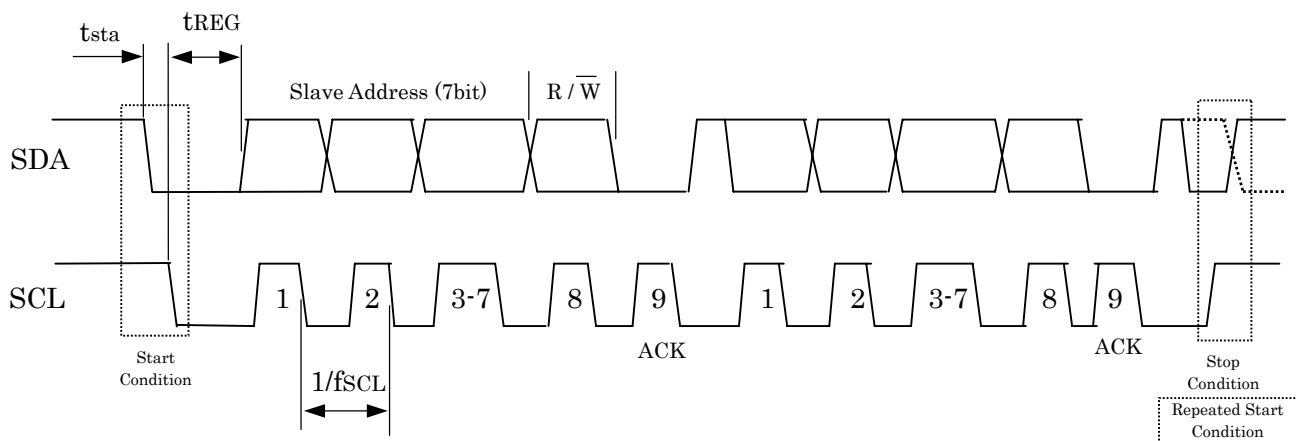 tREG
tsta
Slave Address (7bit)
R / W̅
SDA
SCL
1
2
3-7
8
9
1
2
3-7
8
9
ACK
ACK
Start
Condition
1/fSCL
Stop
Condition
Repeated Start
Condition